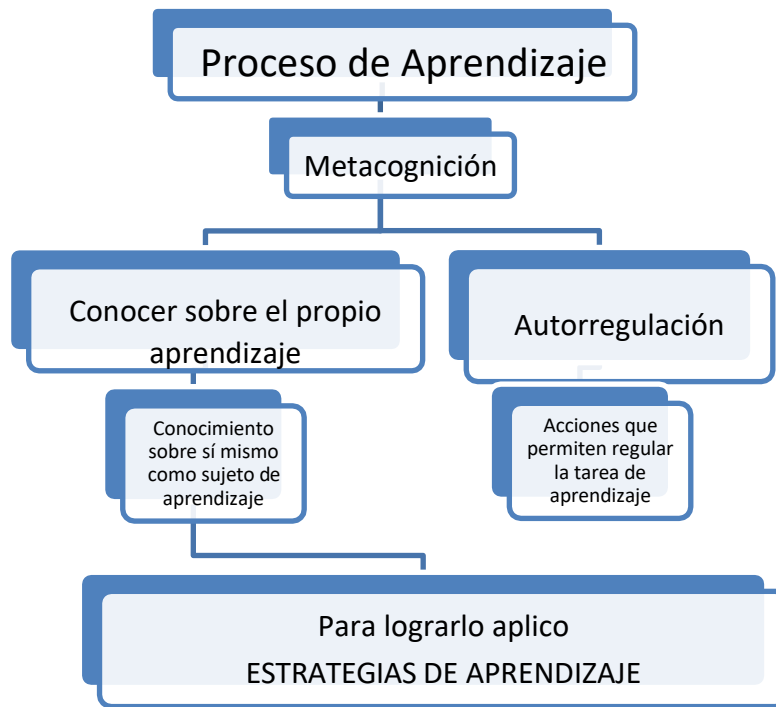 Proceso de Aprendizaje
Metacognición
Conocer sobre el propio
aprendizaje
Autorregulación
Conocimiento
sobre sí mismo
como sujeto de
aprendizaje
Acciones que
permiten regular
la tarea de
aprendizaje
Para lograrlo aplico
ESTRATEGIAS DE APRENDIZAJE